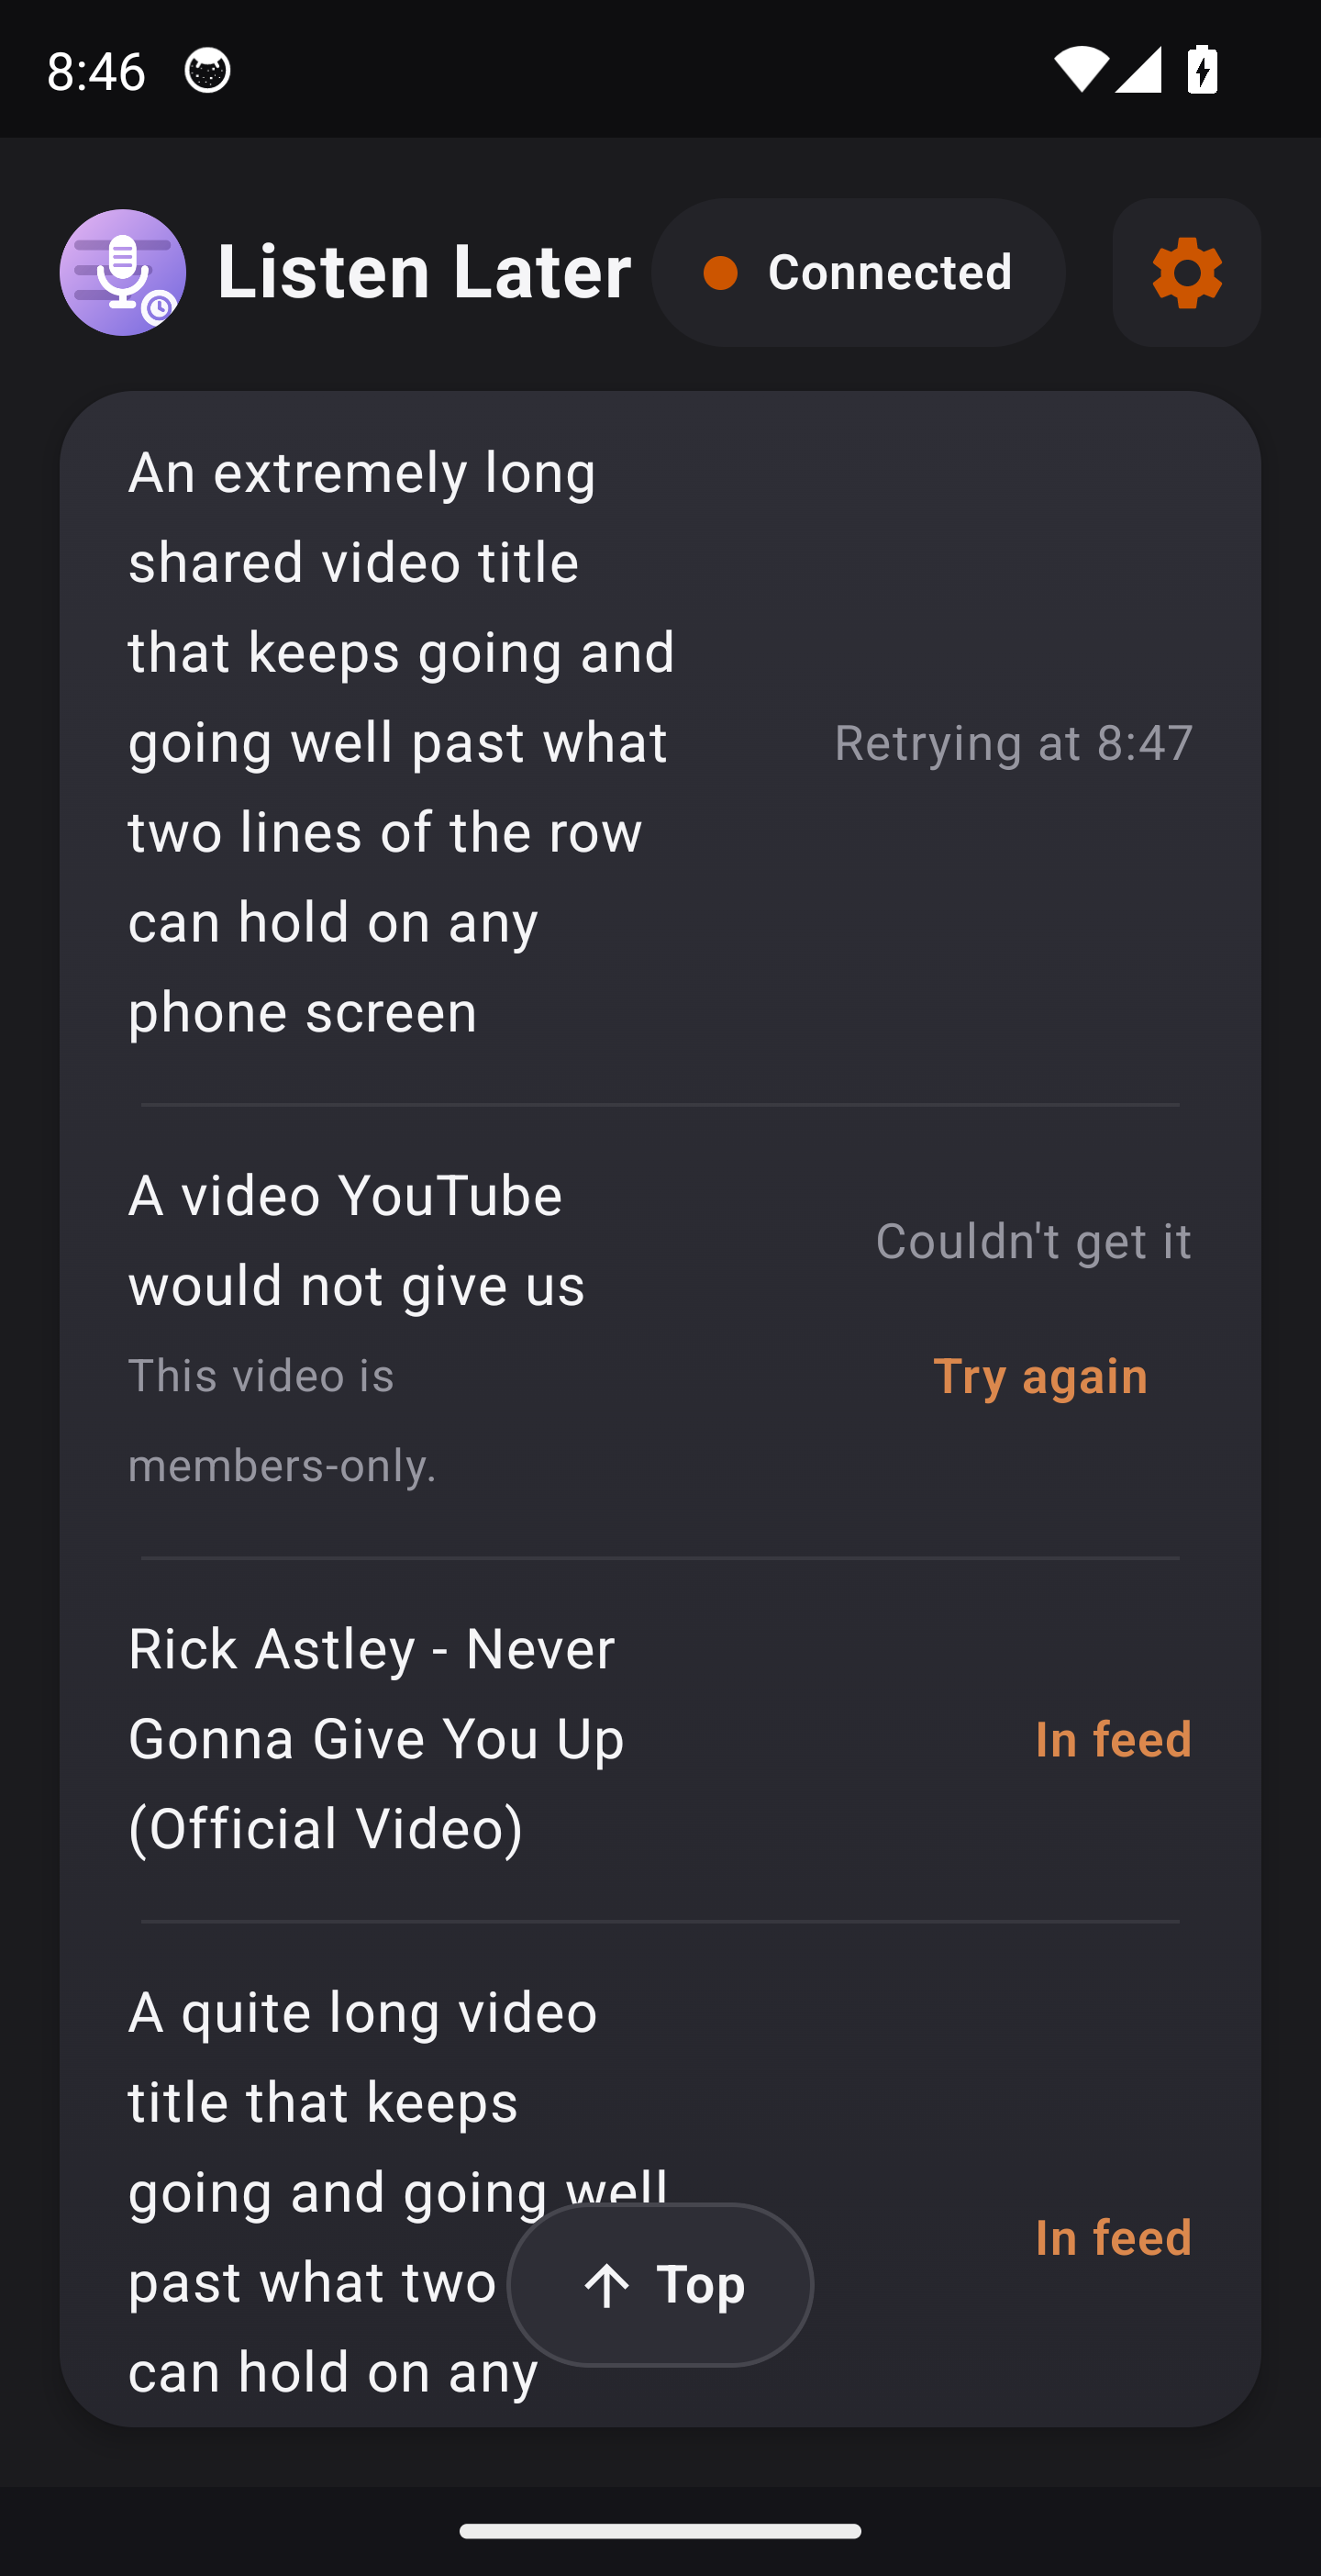 8:46
Listen Later
Connected
An extremely long
shared video title
that keeps going and
going well past what
two lines of the row
can hold on any
phone screen
Retrying at 8:47
A video YouTube
would not give us
This video is
members-only.
Couldn't get it
Try again
Rick Astley - Never
Gonna Give You Up
(Official Video)
In feed
A quite long video
title that keeps
going and going well
past what two
can hold on any
In feed
Top